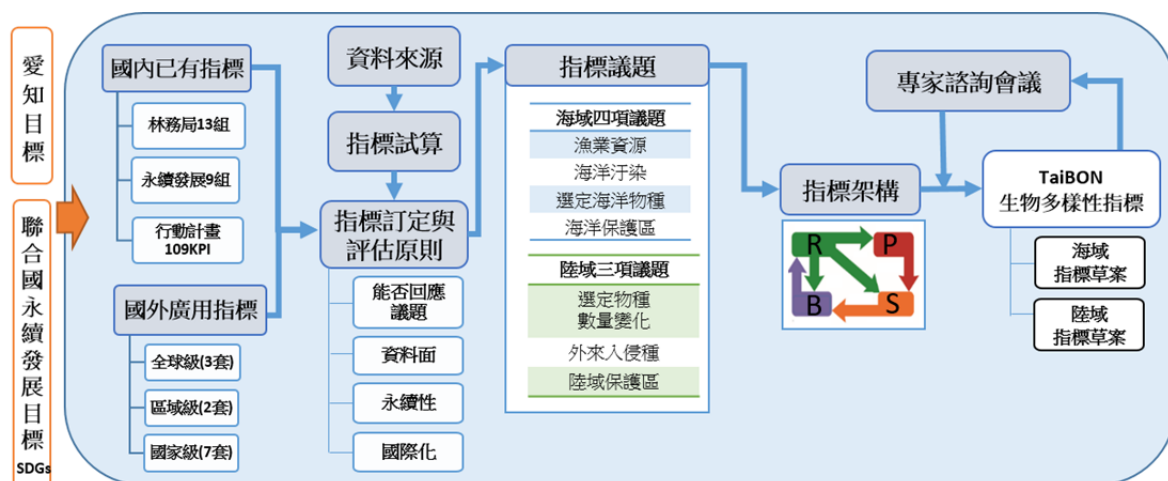 愛知目標
聯合國永續發展目標
SDGs
國內已有指標
林務局13組
永續發展9組
行動計畫
109KPI
國外廣用指標
全球級(3套)
區域級(2套)
國家級(7套)
資料來源
指標試算
指標訂定與
評估原則
能否回應
議題
資料面
永續性
國際化
指標議題
海域四項議題
漁業資源
海洋汙染
選定海洋物種
海洋保護區
陸域三項議題
選定物種
數量變化
外來入侵種
陸域保護區
指標架構
R
P
B
S
專家諮詢會議
TaiBON
生物多樣性指標
海域
指標草案
陸域
指標草案